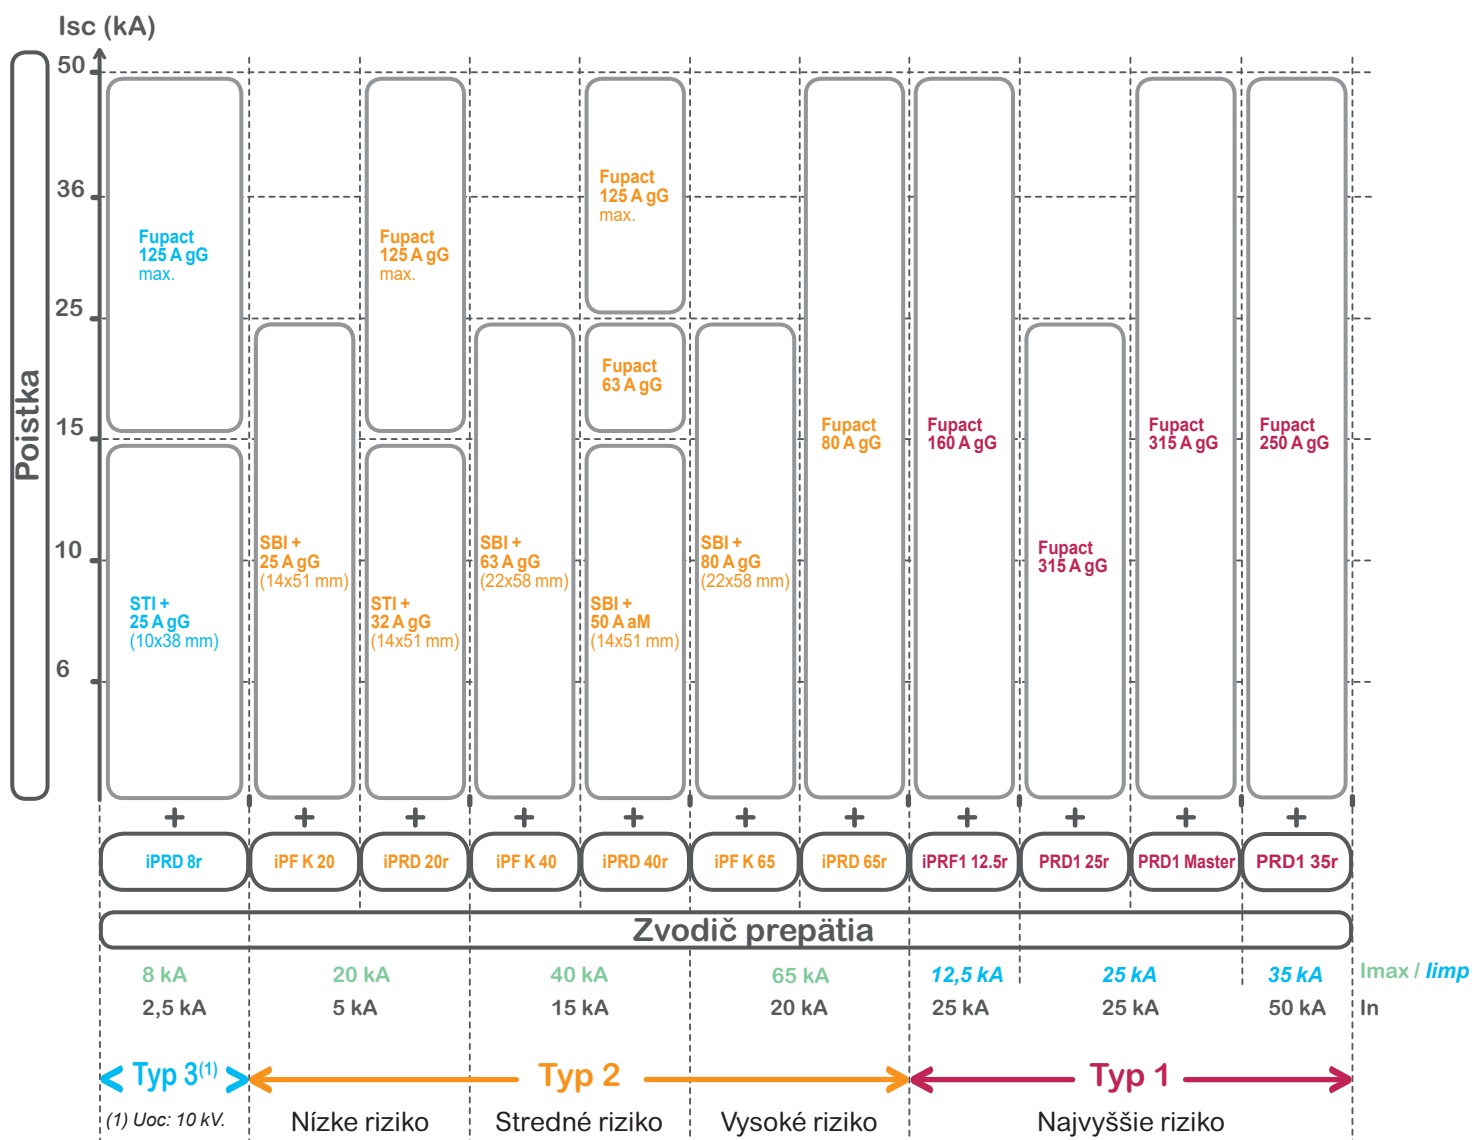 Isc (kA)
Poistka
50
36
25
15
10
6
Fupact
125 A gG
max.
STI +
25 A gG
(10x38 mm)
SBI +
25 A gG
(14x51 mm)
Fupact
125 A gG
max.
STI +
32 A gG
(14x51 mm)
SBI +
63 A gG
(22x58 mm)
Fupact
125 A gG
max.
Fupact
63 A gG
SBI +
50 A aM
(14x51 mm)
SBI +
80 A gG
(22x58 mm)
Fupact
80 A gG
Fupact
160 A gG
Fupact
315 A gG
Fupact
315 A gG
Fupact
250 A gG
+ + + + + + + + + + +
iPRD 8r iPF K 20 iPRD 20r iPF K 40 iPRD 40r iPF K 65 iPRD 65r iPRF1 12.5r PRD1 25r PRD1 Master PRD1 35r
Zvodič prepätia
8 kA 20 kA 40 kA 65 kA 12,5 kA 25 kA 35 kA Imax / Iimp
2,5 kA 5 kA 15 kA 20 kA 25 kA 25 kA 50 kA In
Typ 3(1) Typ 2 Typ 1
(1) Uoc: 10 kV. Nízke riziko Stredné riziko Vysoké riziko Najvyššie riziko